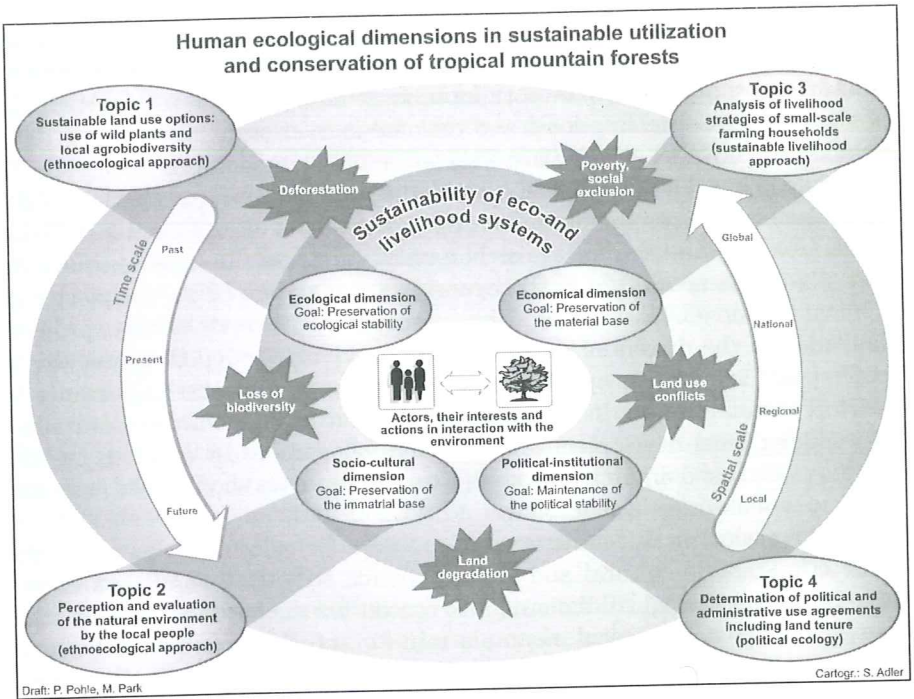 Human ecological dimensions in sustainable utilization
and conservation of tropical mountain forests
Topic 1
Sustainable land use options:
use of wild plants and
local agrobiodiversity
(ethnoecological approach)
Topic 3
Analysis of livelihood
strategies of small-scale
farming households
(sustainable livelihood
approach)
Deforestation
Poverty,
social
exclusion
Sustainability of eco-and
livelihood systems
Time scale
Past
Present
Future
Global
National
Regional
Local
Spatial scale
Ecological dimension
Goal: Preservation of
ecological stability
Economical dimension
Goal: Preservation of
the material base
Loss of
biodiversity
Land use
conflicts
Actors, their interests and
actions in interaction with the
environment
Socio-cultural
dimension
Goal: Preservation of
the immatrial base
Political-institutional
dimension
Goal: Maintenance of
the political stability
Land
degradation
Topic 2
Perception and evaluation
of the natural environment
by the local people
(ethnoecological approach)
Topic 4
Determination of political and
administrative use agreements
including land tenure
(political ecology)
Draft: P. Pohle, M. Park
Cartogr.: S. Adler